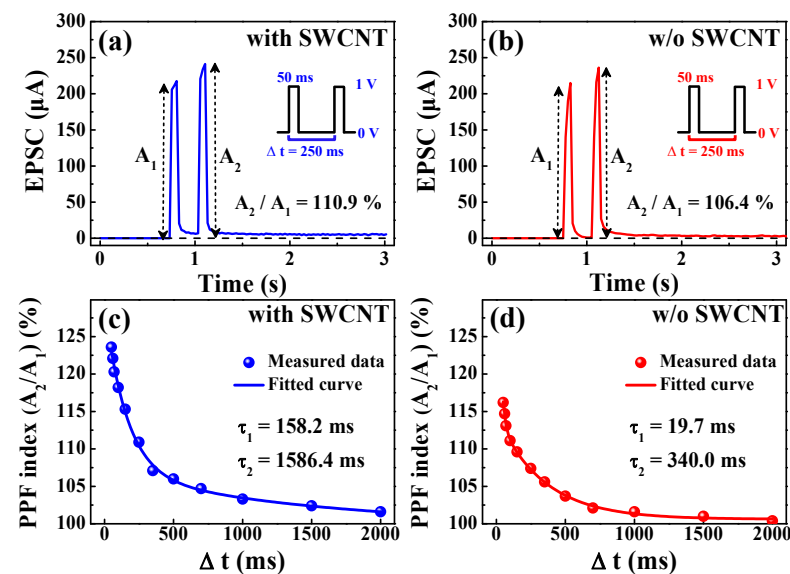 (a) with SWCNT
EPSC (μA)
300
250
200
150
100
50
0
50 ms
1 V
0 V
Δ t = 250 ms
A1
A2
A2 / A1 = 110.9 %
0 1 2 3
Time (s)
(b) w/o SWCNT
EPSC (μA)
300
250
200
150
100
50
0
50 ms
1 V
0 V
Δ t = 250 ms
A1
A2
A2 / A1 = 106.4 %
0 1 2 3
Time (s)
(c) with SWCNT
PPF index (A2/A1) (%)
125
120
115
110
105
100
Measured data
Fitted curve
τ1 = 158.2 ms
τ2 = 1586.4 ms
0 500 1000 1500 2000
Δ t (ms)
(d) w/o SWCNT
PPF index (A2/A1) (%)
125
120
115
110
105
100
Measured data
Fitted curve
τ1 = 19.7 ms
τ2 = 340.0 ms
0 500 1000 1500 2000
Δ t (ms)